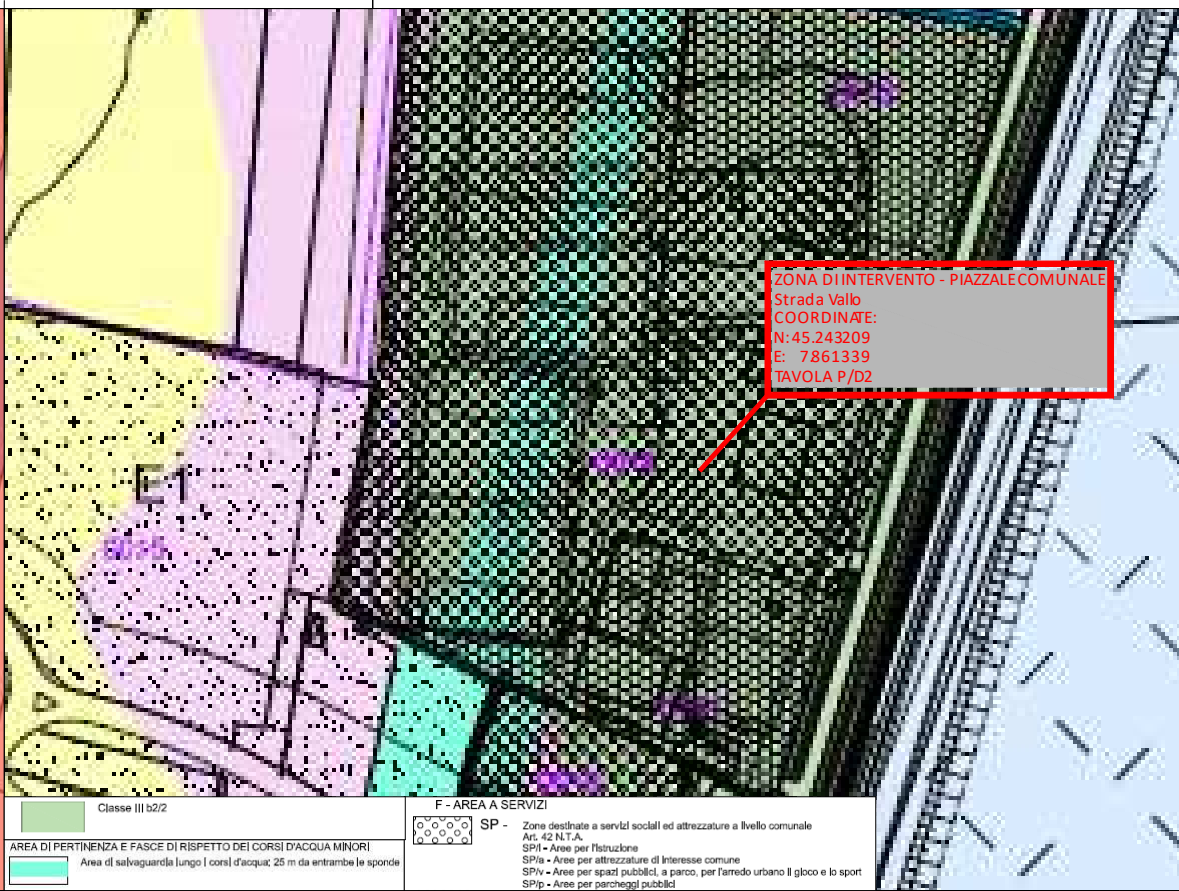 ZONA DI INTERVENTO - PIAZZALE COMUNALE
Strada Vallo
COORDINATE:
N: 45.243209
E: 7.861339
TAVOLA P/D2
Classe III b2/2
AREA DI PERTINENZA E FASCE DI RISPETTO DEI CORSI D'ACQUA MINORI
Area di salvaguardia lungo i corsi d'acqua; 25 m da entrambe le sponde
F - AREA A SERVIZI
SP - Zone destinate a servizi sociali ed attrezzature a livello comunale
Art. 42 N.T.A.
SP/i - Aree per l'istruzione
SP/a - Aree per attrezzature di interesse comune
SP/v - Aree per spazi pubblici, a parco, per l'arredo urbano il gioco e lo sport
SP/p - Aree per parcheggi pubblici